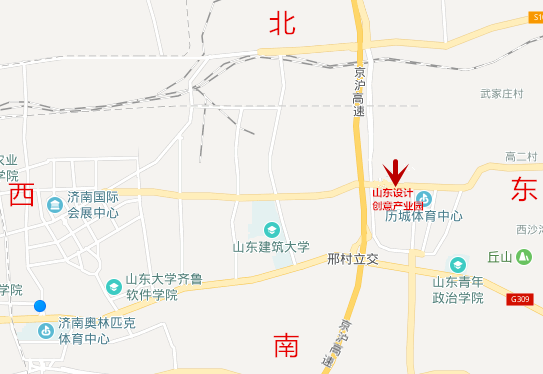 北
S1
京沪高速
武家庄村
高二村
农业
学院
西
济南国际
会展中心
山东设计
创意产业园
东
历城体育中心
西沙
山东建筑大学
邢村立交
丘山
山东大学齐鲁
软件学院
山东青年
政治学院
学院
G309
济南奥林匹克
体育中心
南
京沪高速